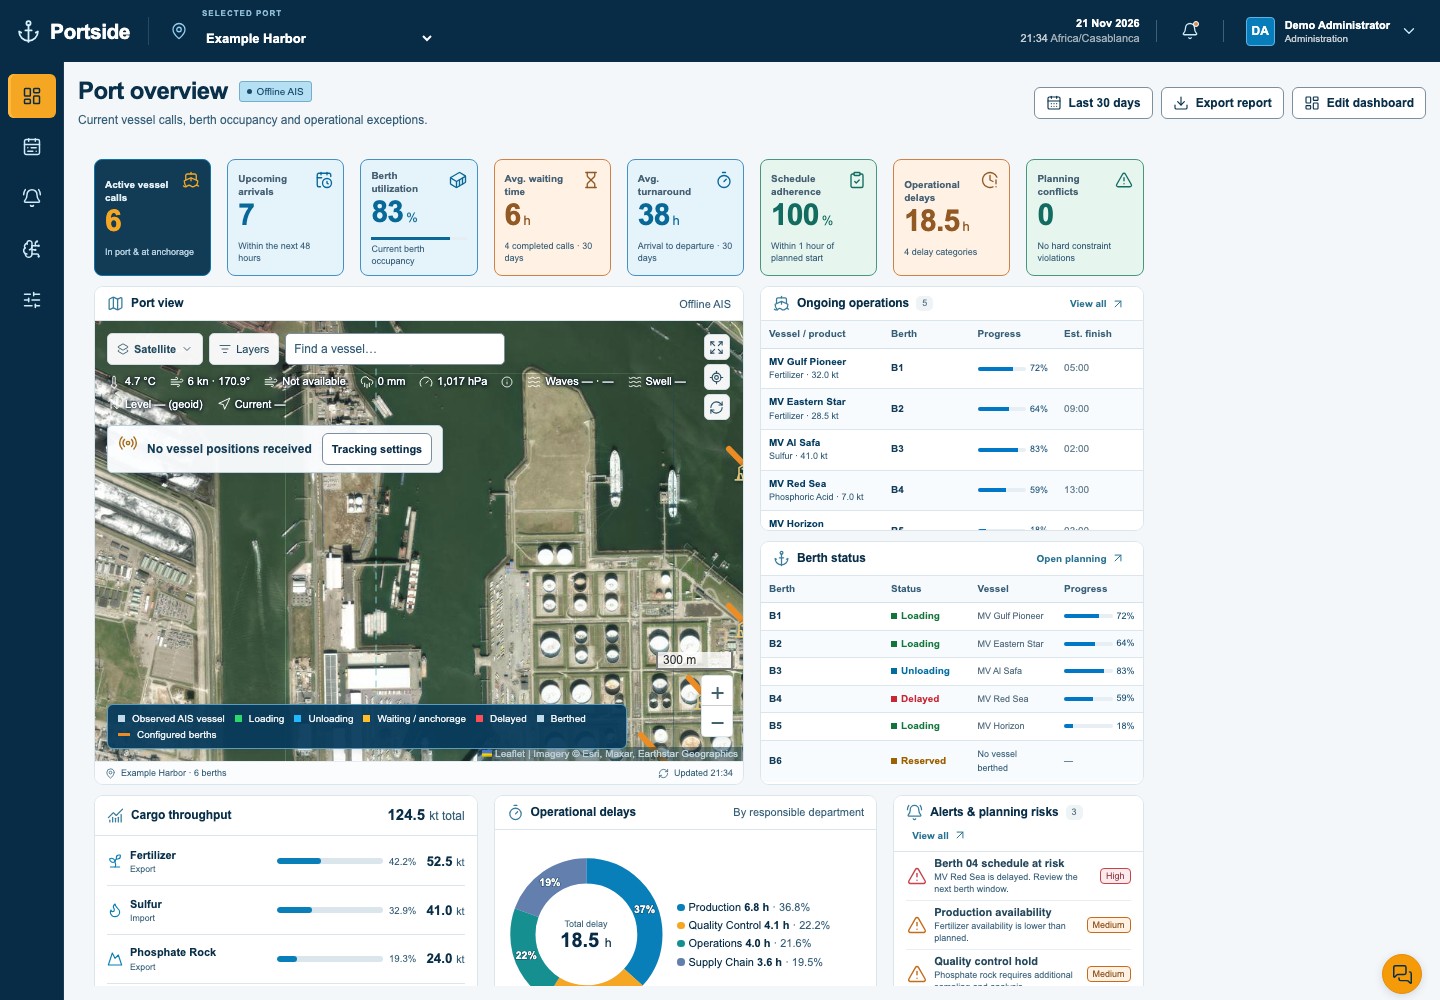 Portside
SELECTED PORT
Example Harbor
21 Nov 2026
21:34 Africa/Casablanca
DA
Demo Administrator
Administration
Port overview
Offline AIS
Current vessel calls, berth occupancy and operational exceptions.
Last 30 days
Export report
Edit dashboard
Active vessel
calls
6
In port & at anchorage
Upcoming
arrivals
7
Within the next 48
hours
Berth
utilization
83 %
Current berth
occupancy
Avg. waiting
time
6 h
4 completed calls · 30
days
Avg.
turnaround
38 h
Arrival to departure · 30
days
Schedule
adherence
100 %
Within 1 hour of
planned start
Operational
delays
18.5 h
4 delay categories
Planning
conflicts
0
No hard constraint
violations
Port view
Offline AIS
Satellite
Layers
Find a vessel…
4.7 °C
6 kn · 170.9°
Not available
0 mm
1,017 hPa
Waves — · —
Swell —
Level — (geoid)
Current —
No vessel positions received
Tracking settings
300 m
+
−
Observed AIS vessel
Loading
Unloading
Waiting / anchorage
Delayed
Berthed
Configured berths
Leaflet | Imagery © Esri, Maxar, Earthstar Geographics
Example Harbor · 6 berths
Updated 21:34
Ongoing operations 5
View all
Vessel / product Berth Progress Est. finish
MV Gulf Pioneer
Fertilizer · 32.0 kt
B1 72% 05:00
MV Eastern Star
Fertilizer · 28.5 kt
B2 64% 09:00
MV Al Safa
Sulfur · 41.0 kt
B3 83% 02:00
MV Red Sea
Phosphoric Acid · 7.0 kt
B4 59% 13:00
MV Horizon
B5 18% 03:00
Berth status
Open planning
Berth Status Vessel Progress
B1 Loading MV Gulf Pioneer 72%
B2 Loading MV Eastern Star 64%
B3 Unloading MV Al Safa 83%
B4 Delayed MV Red Sea 59%
B5 Loading MV Horizon 18%
B6 Reserved No vessel
berthed
—
Cargo throughput
124.5 kt total
Fertilizer
Export
42.2% 52.5 kt
Sulfur
Import
32.9% 41.0 kt
Phosphate Rock
Export
19.3% 24.0 kt
Operational delays
By responsible department
19%
37%
22%
Total delay
18.5 h
Production 6.8 h · 36.8%
Quality Control 4.1 h · 22.2%
Operations 4.0 h · 21.6%
Supply Chain 3.6 h · 19.5%
Alerts & planning risks 3
View all
Berth 04 schedule at risk
MV Red Sea is delayed. Review the
next berth window.
High
Production availability
Fertilizer availability is lower than
planned.
Medium
Quality control hold
Phosphate rock requires additional
Medium